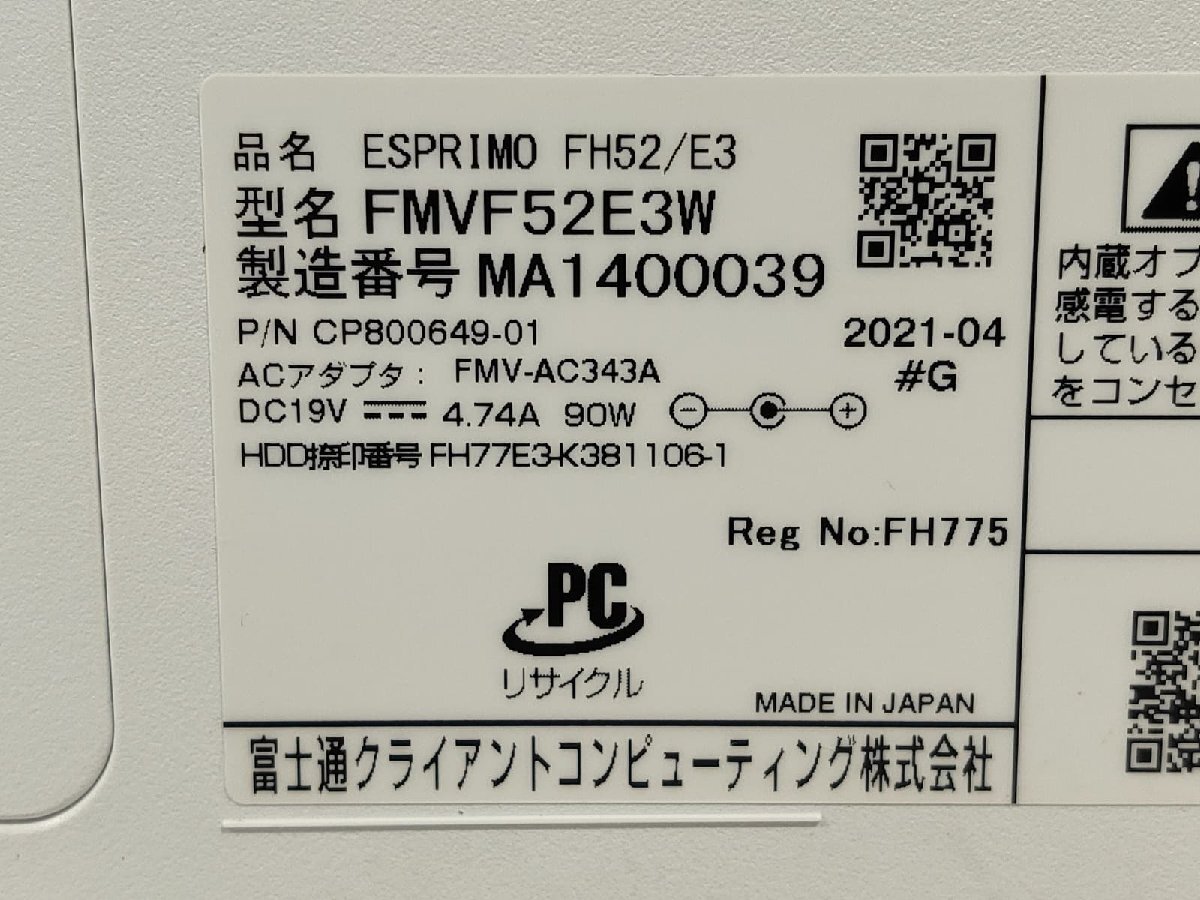 品名 ESPRIMO FH52/E3
型名 FMVF52E3W
製造番号 MA1400039
P/N CP800649-01
2021-04
#G
ACアダプタ: FMV-AC343A
DC19V 4.74A 90W
HDD捺印番号 FH77E3-K381106-1
Reg No:FH775
PC
リサイクル
MADE IN JAPAN
富士通クライアントコンピューティング株式会社
内蔵オプ
感電する
している
をコンセ